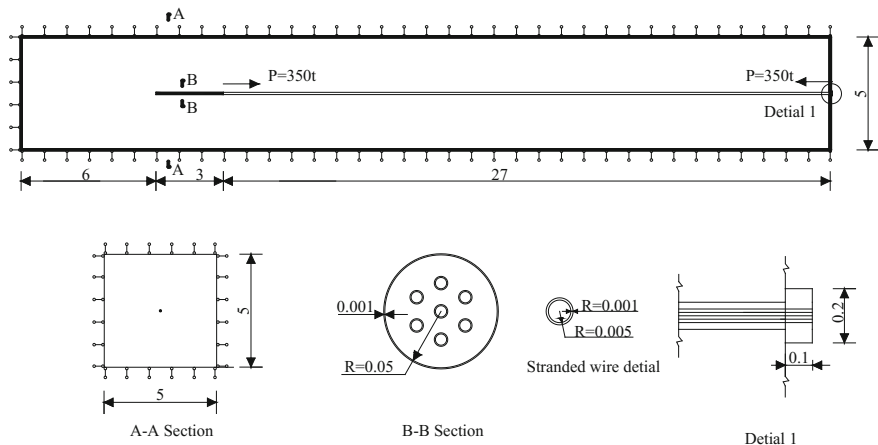 A
B
P=350t
P=350t
B
5
Detial 1
A
6
3
27
0.001
R=0.05
R=0.001
R=0.005
Stranded wire detial
5
0.2
0.1
5
A-A Section
B-B Section
Detial 1